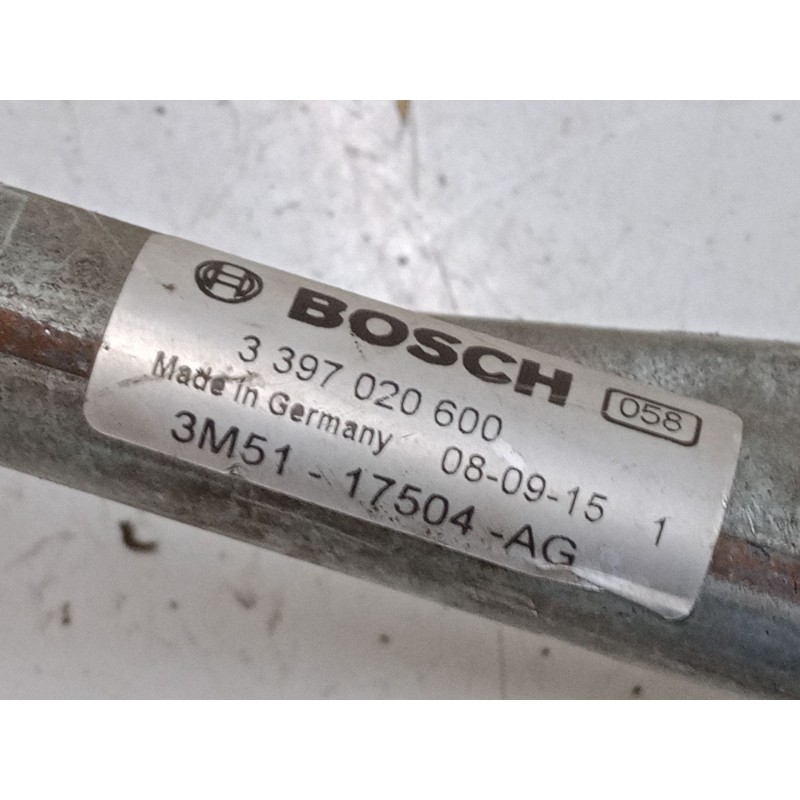 BOSCH
3 397 020 600 058
Made in Germany 08-09-15 1
3M51 - 17504 -AG